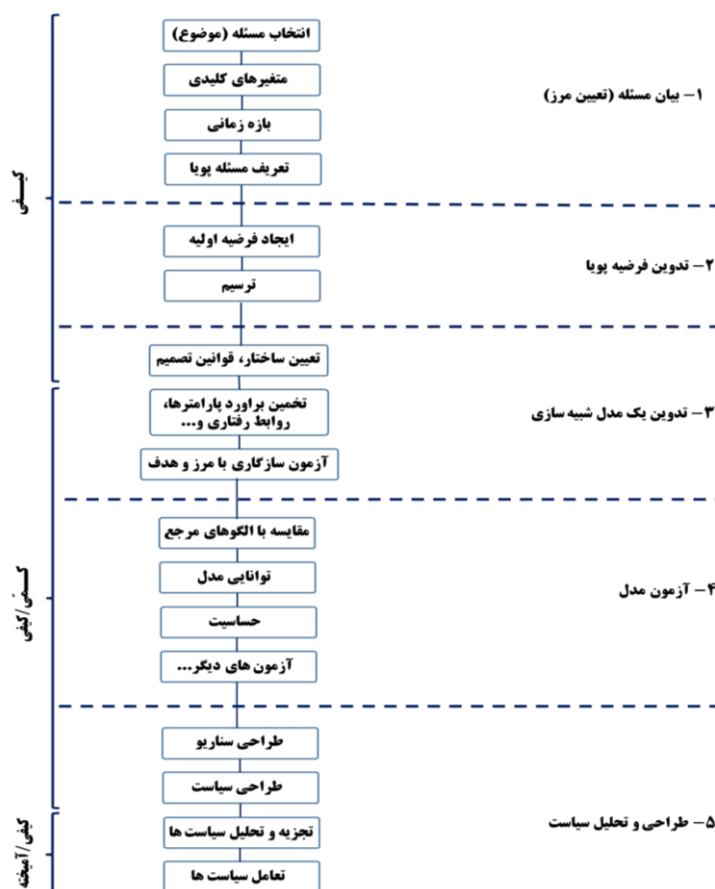 انتخاب مسئله (موضوع)
متغیرهای کلیدی
۱- بیان مسئله (تعیین مرز)
بازه زمانی
تعریف مسئله پویا
کیــفی
ایجاد فرضیه اولیه
۲- تدوین فرضیه پویا
ترسیم
تعیین ساختار، قوانین تصمیم
تخمین براورد پارامترها،
روابط رفتاری و...
۳- تدوین یک مدل شبیه سازی
آزمون سازگاری با مرز و هدف
مقایسه با الگوهای مرجع
توانایی مدل
۴- آزمون مدل
کــمّی/کیفی
حساسیت
آزمون های دیگر...
طراحی سناریو
طراحی سیاست
۵- طراحی و تحلیل سیاست
تجزیه و تحلیل سیاست ها
کیفی/آمیخته
تعامل سیاست ها